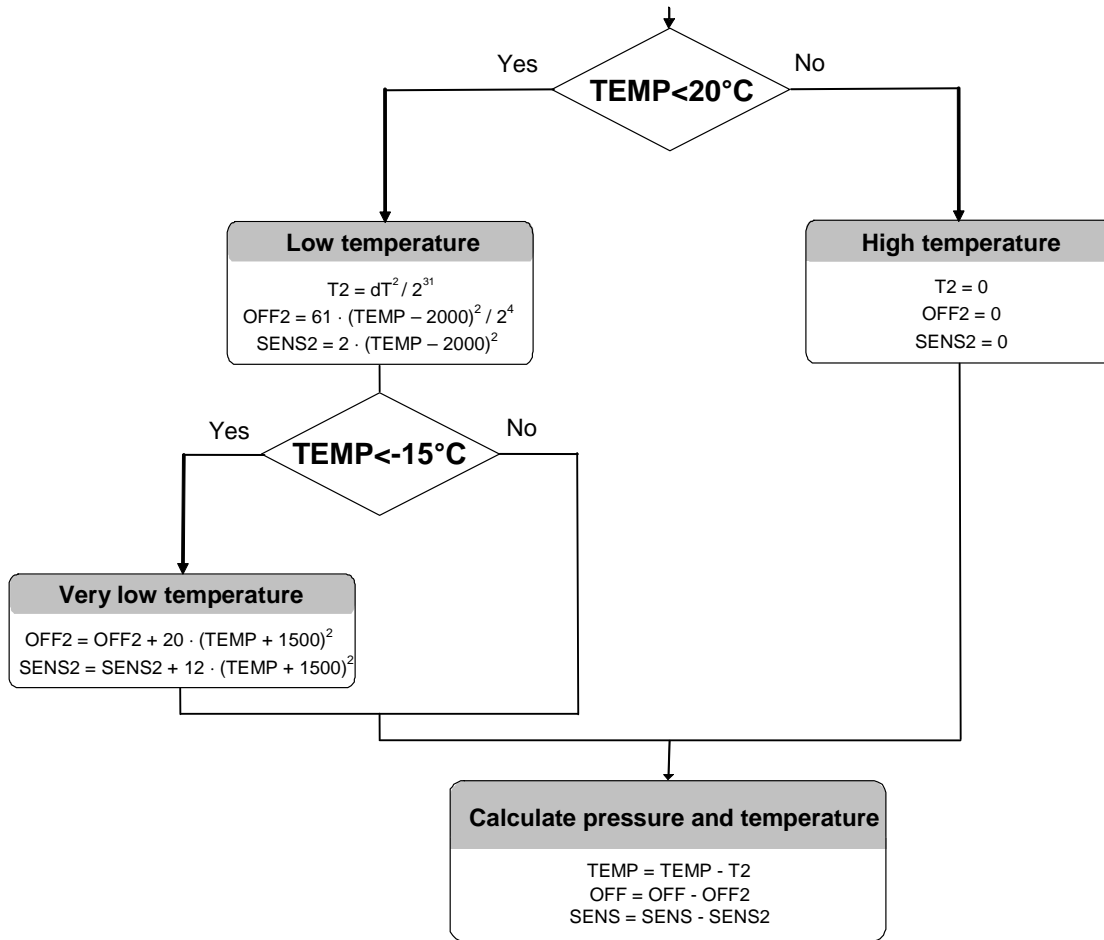 Yes
No
TEMP<20°C
Low temperature
T2 = dT² / 2³¹
OFF2 = 61 · (TEMP – 2000)² / 2⁴
SENS2 = 2 · (TEMP – 2000)²
High temperature
T2 = 0
OFF2 = 0
SENS2 = 0
Yes
No
TEMP<-15°C
Very low temperature
OFF2 = OFF2 + 20 · (TEMP + 1500)²
SENS2 = SENS2 + 12 · (TEMP + 1500)²
Calculate pressure and temperature
TEMP = TEMP - T2
OFF = OFF - OFF2
SENS = SENS - SENS2